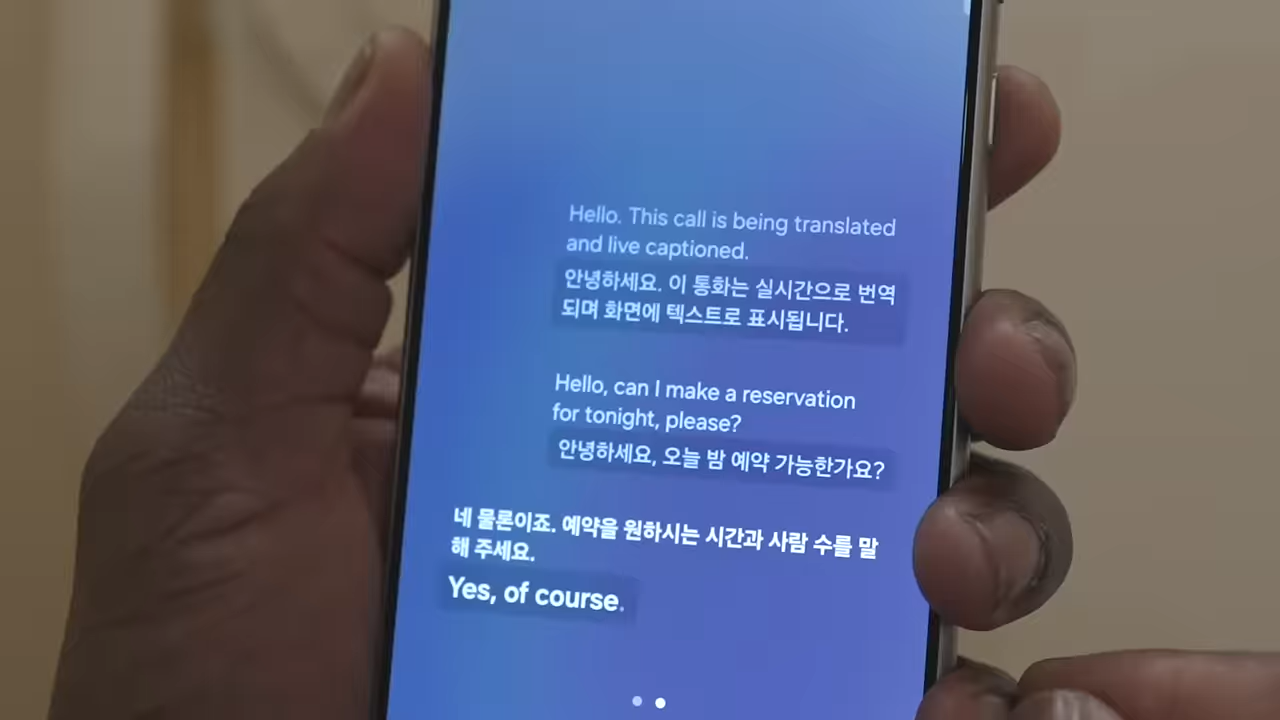 Hello. This call is being translated
and live captioned.
안녕하세요. 이 통화는 실시간으로 번역
되며 화면에 텍스트로 표시됩니다.
Hello, can I make a reservation
for tonight, please?
안녕하세요, 오늘 밤 예약 가능한가요?
네 물론이죠. 예약을 원하시는 시간과 사람 수를 말
해 주세요.
Yes, of course.